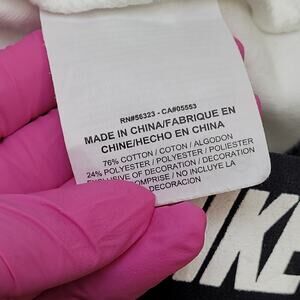 RN#56323 - CA#05553
MADE IN CHINA/FABRIQUE EN
CHINE/HECHO EN CHINA
76% COTTON / COTON / ALGODON
24% POLYESTER / POLYESTER / POLIESTER
EXCLUSIVE OF DECORATION / DECORATION
COMPRISE / NO INCLUYE LA
DECORACION
NIKE